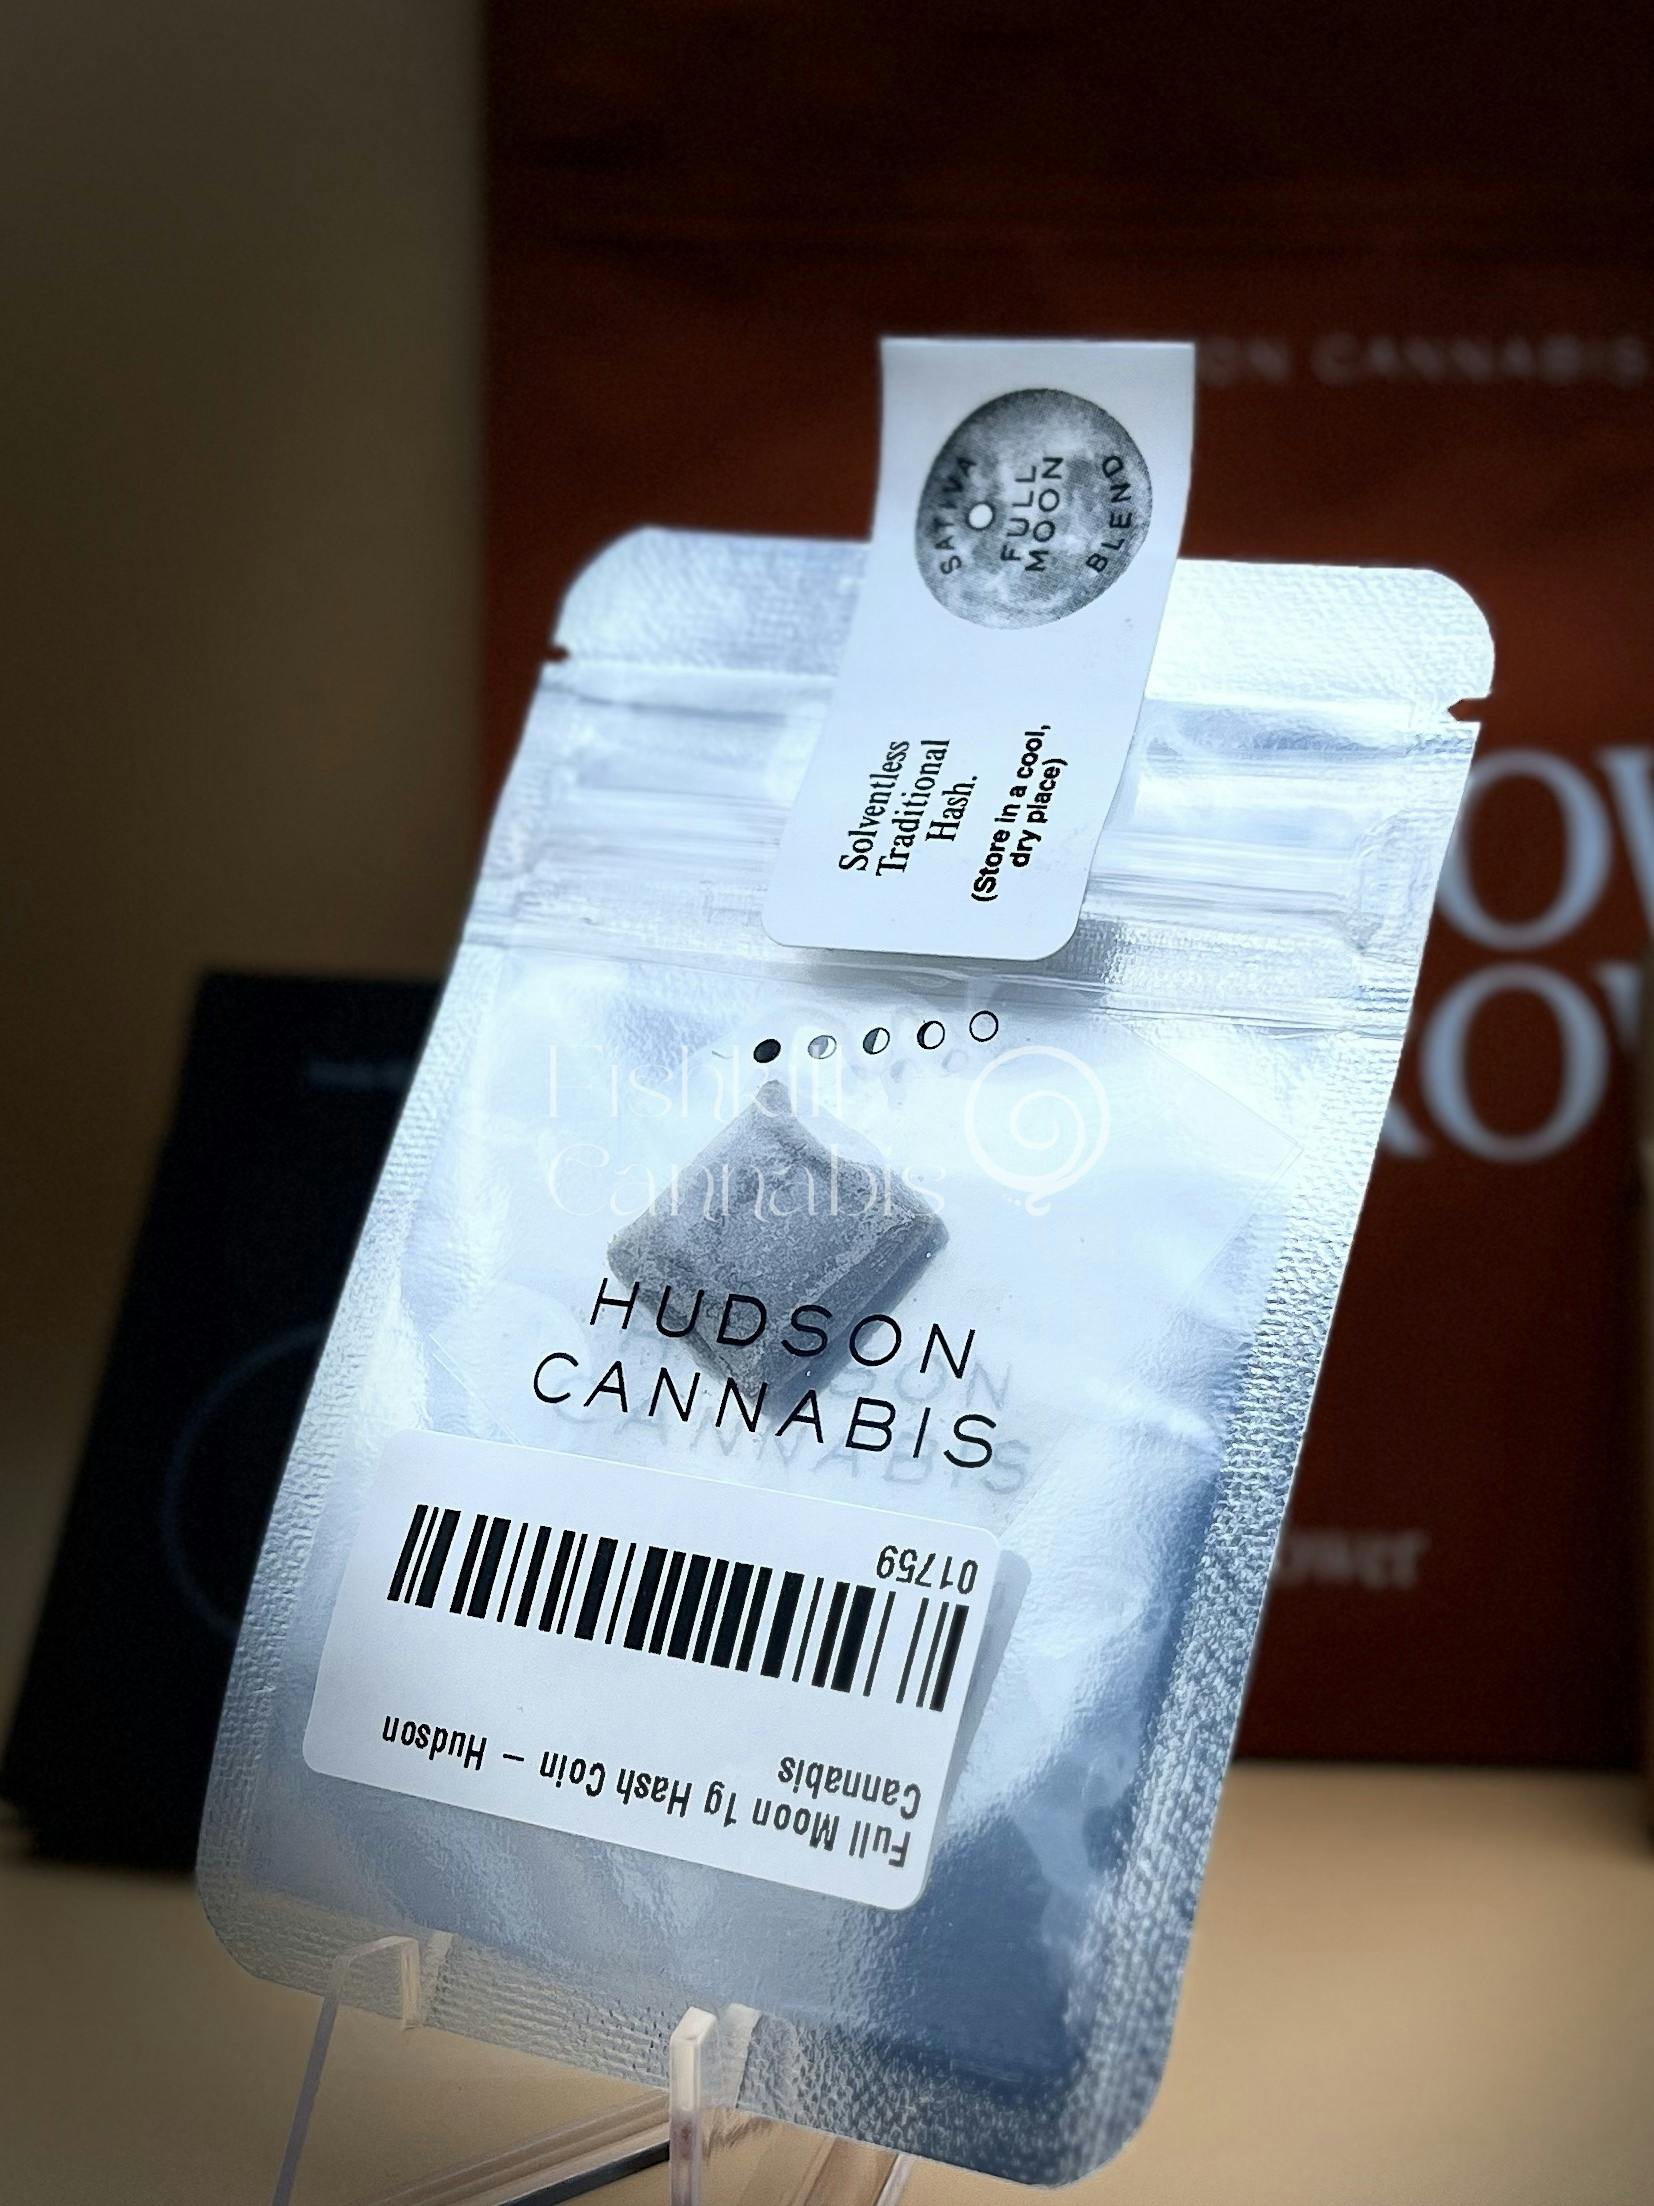 ON CANNABIS
SATIVA
FULL
MOON
BLEND
Solventless
Traditional
Hash.
(Store in a cool,
dry place)
Fishkill
Cannabis
HUDSON
CANNABIS
01759
Full Moon 1g Hash Coin – Hudson
Cannabis